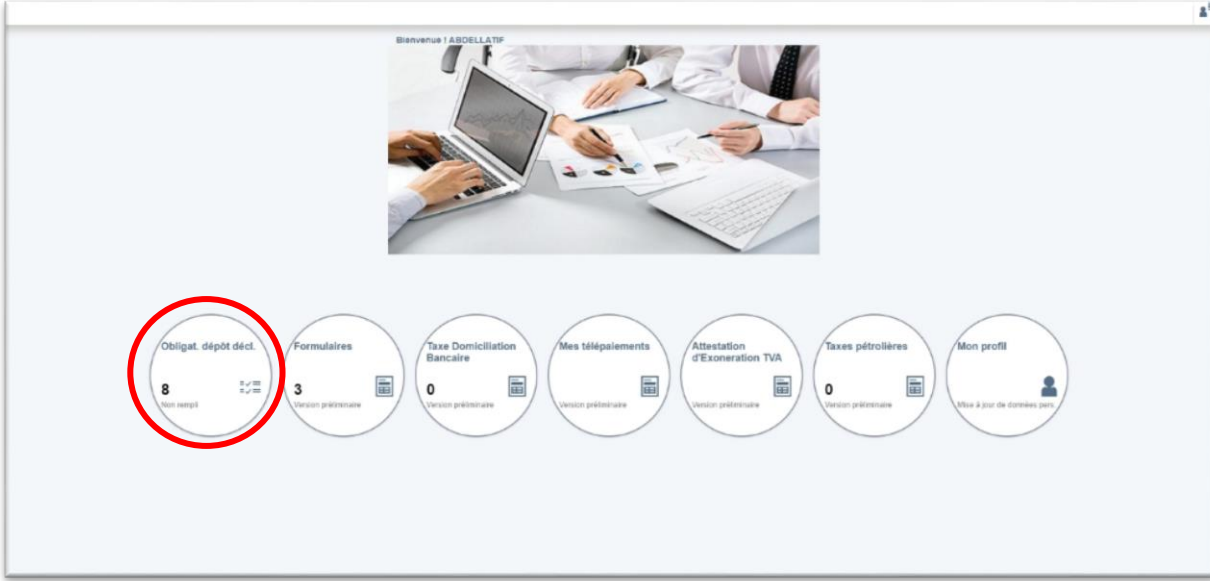 Bienvenue ! ABDELLATIF
Obligat. dépôt décl.
8
Non rempli
Formulaires
3
Version préliminaire
Taxe Domiciliation
Bancaire
0
Version préliminaire
Mes télépaiements
Version préliminaire
Attestation
d'Exoneration TVA
Version préliminaire
Taxes pétrolières
0
Version préliminaire
Mon profil
Mise à jour de données pers.